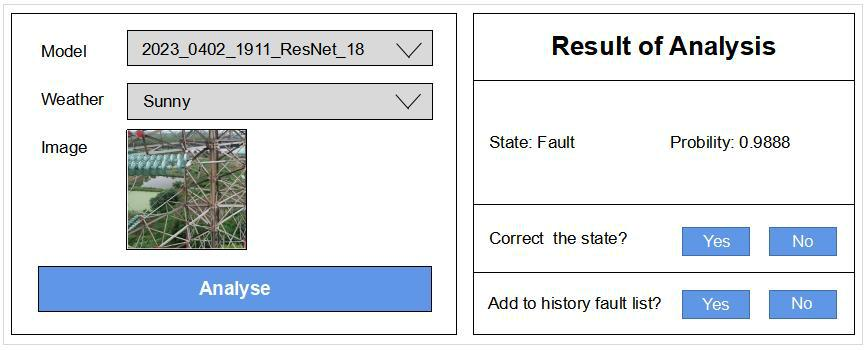 Model
2023_0402_1911_ResNet_18
Weather
Sunny
Image
Analyse
Result of Analysis
State: Fault
Probility: 0.9888
Correct the state?
Yes
No
Add to history fault list?
Yes
No